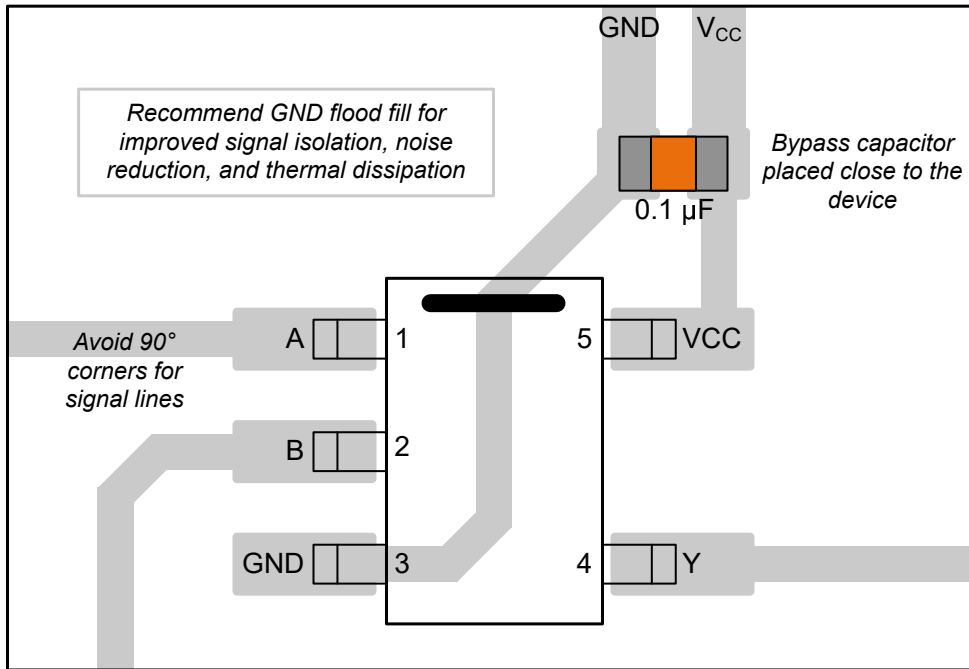 GND VCC
Recommend GND flood fill for
improved signal isolation, noise
reduction, and thermal dissipation
Bypass capacitor
placed close to the
device
0.1 µF
A 1 5 VCC
Avoid 90°
corners for
signal lines
B 2
GND 3 4 Y